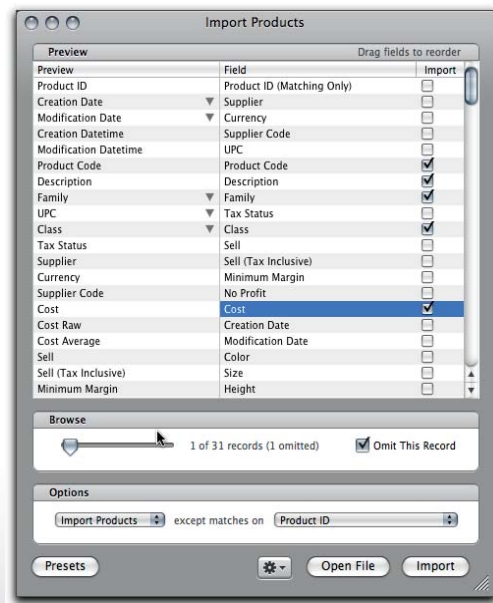 Import Products
Preview Drag fields to reorder
Preview Field Import
Product ID Product ID (Matching Only)
Creation Date Supplier
Modification Date Currency
Creation Datetime Supplier Code
Modification Datetime UPC
Product Code Product Code
Description Description
Family Family
UPC Tax Status
Class Class
Tax Status Sell
Supplier Sell (Tax Inclusive)
Currency Minimum Margin
Supplier Code No Profit
Cost Cost
Cost Raw Creation Date
Cost Average Modification Date
Sell Color
Sell (Tax Inclusive) Size
Minimum Margin Height
Browse
1 of 31 records (1 omitted) Omit This Record
Options
Import Products except matches on Product ID
Presets Open File Import